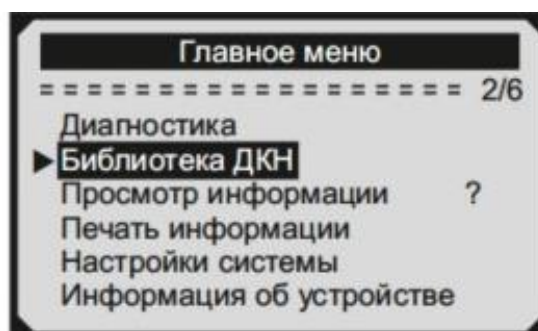 Главное меню
= = = = = = = = = = = = = = = = = = 2/6
Диагностика
▶Библиотека ДКН
Просмотр информации ?
Печать информации
Настройки системы
Информация об устройстве